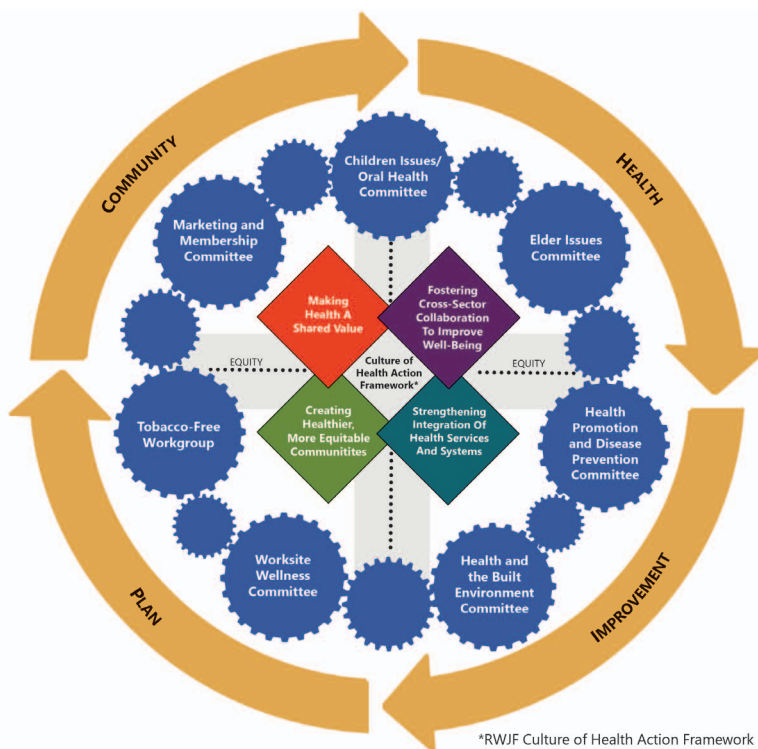 COMMUNITY
HEALTH
IMPROVEMENT
PLAN
Children Issues/
Oral Health
Committee
Marketing and
Membership
Committee
Elder Issues
Committee
Making
Health A
Shared Value
Fostering
Cross-Sector
Collaboration
To Improve
Well-Being
EQUITY
Culture of
Health Action
Framework*
EQUITY
Creating
Healthier,
More Equitable
Communitites
Strengthening
Integration Of
Health Services
And Systems
Tobacco-Free
Workgroup
Health
Promotion
and Disease
Prevention
Committee
Worksite
Wellness
Committee
Health and
the Built
Environment
Committee
*RWJF Culture of Health Action Framework